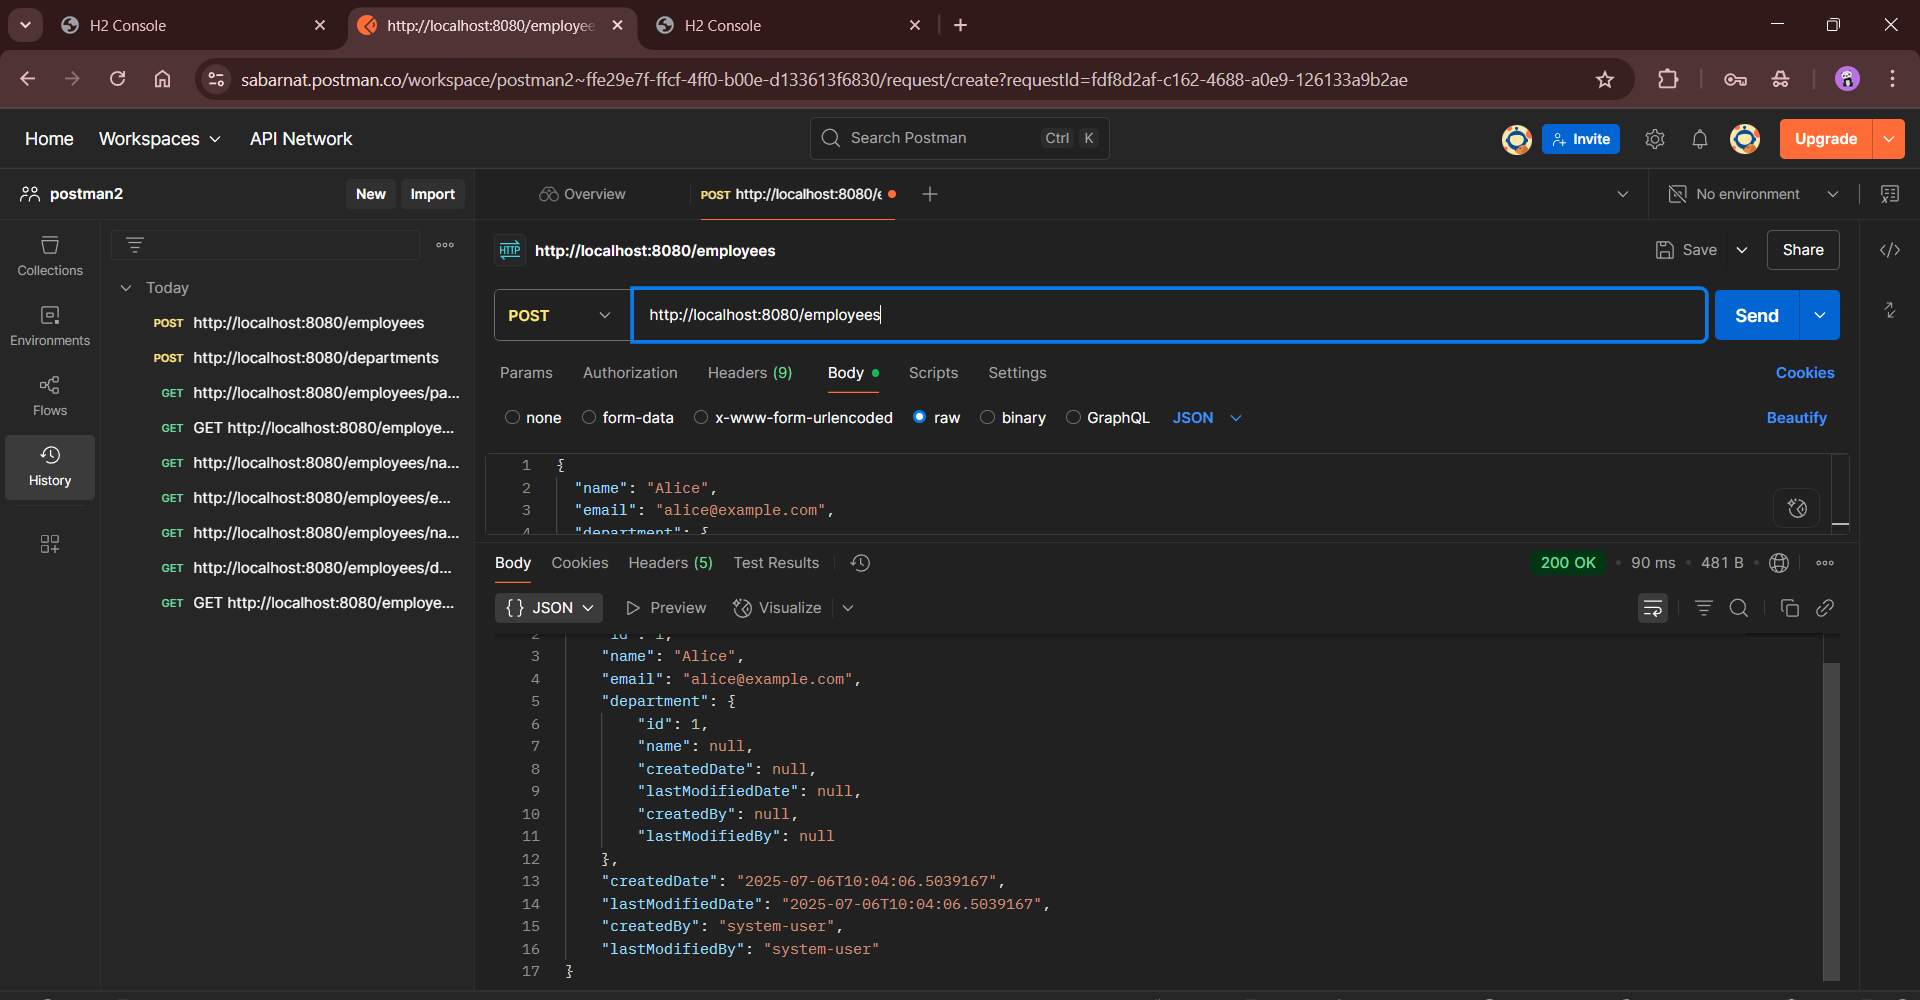 H2 Console
http://localhost:8080/employee
H2 Console
sabarnat.postman.co/workspace/postman2~ffe29e7f-ffcf-4ff0-b00e-d133613f6830/request/create?requestId=fdf8d2af-c162-4688-a0e9-126133a9b2ae
Home Workspaces API Network Search Postman Ctrl K Invite Upgrade
postman2 New Import Overview POST http://localhost:8080/e No environment
Collections
Environments
Flows
History
Today
POST http://localhost:8080/employees
POST http://localhost:8080/departments
GET http://localhost:8080/employees/pa...
GET GET http://localhost:8080/employe...
GET http://localhost:8080/employees/na...
GET http://localhost:8080/employees/e...
GET http://localhost:8080/employees/na...
GET http://localhost:8080/employees/d...
GET GET http://localhost:8080/employe...
HTTP http://localhost:8080/employees Save Share
POST http://localhost:8080/employees Send
Params Authorization Headers (9) Body Scripts Settings Cookies
none form-data x-www-form-urlencoded raw binary GraphQL JSON Beautify
1 {
2 "name": "Alice",
3 "email": "alice@example.com",
4 "department": {
Body Cookies Headers (5) Test Results 200 OK 90 ms 481 B
{} JSON Preview Visualize
2 "id": 1,
3 "name": "Alice",
4 "email": "alice@example.com",
5 "department": {
6 "id": 1,
7 "name": null,
8 "createdDate": null,
9 "lastModifiedDate": null,
10 "createdBy": null,
11 "lastModifiedBy": null
12 },
13 "createdDate": "2025-07-06T10:04:06.5039167",
14 "lastModifiedDate": "2025-07-06T10:04:06.5039167",
15 "createdBy": "system-user",
16 "lastModifiedBy": "system-user"
17 }